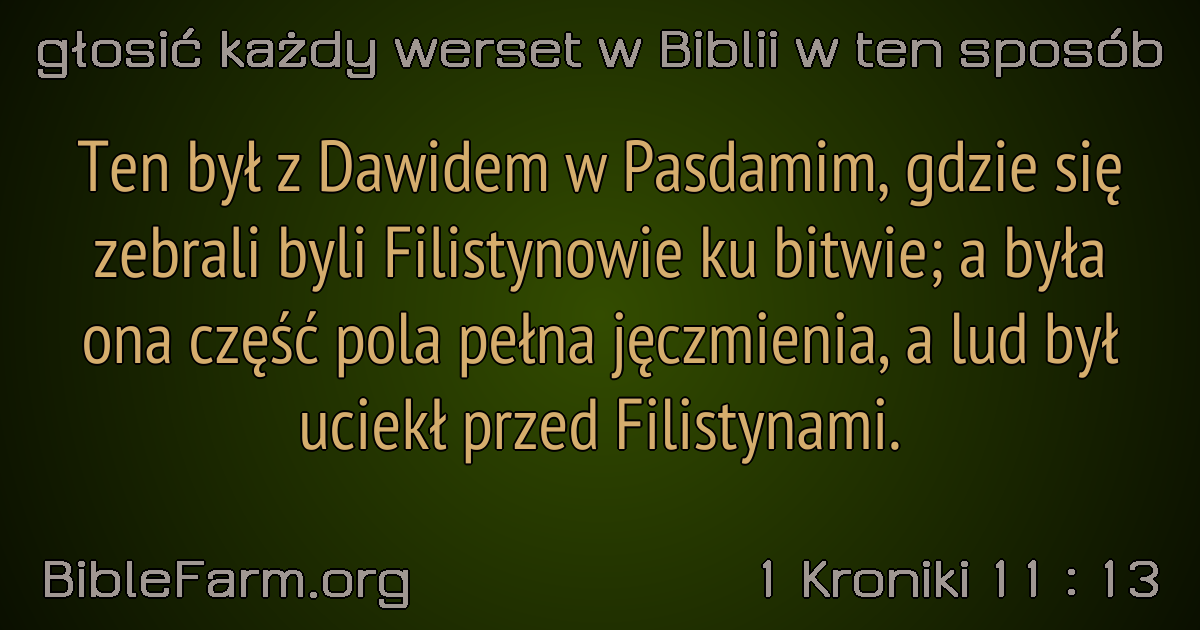 głosić każdy werset w Biblii w ten sposób
Ten był z Dawidem w Pasdamim, gdzie się
zebrali byli Filistynowie ku bitwie; a była
ona część pola pełna jęczmienia, a lud był
uciekł przed Filistynami.
BibleFarm.org
1 Kroniki 11 : 13